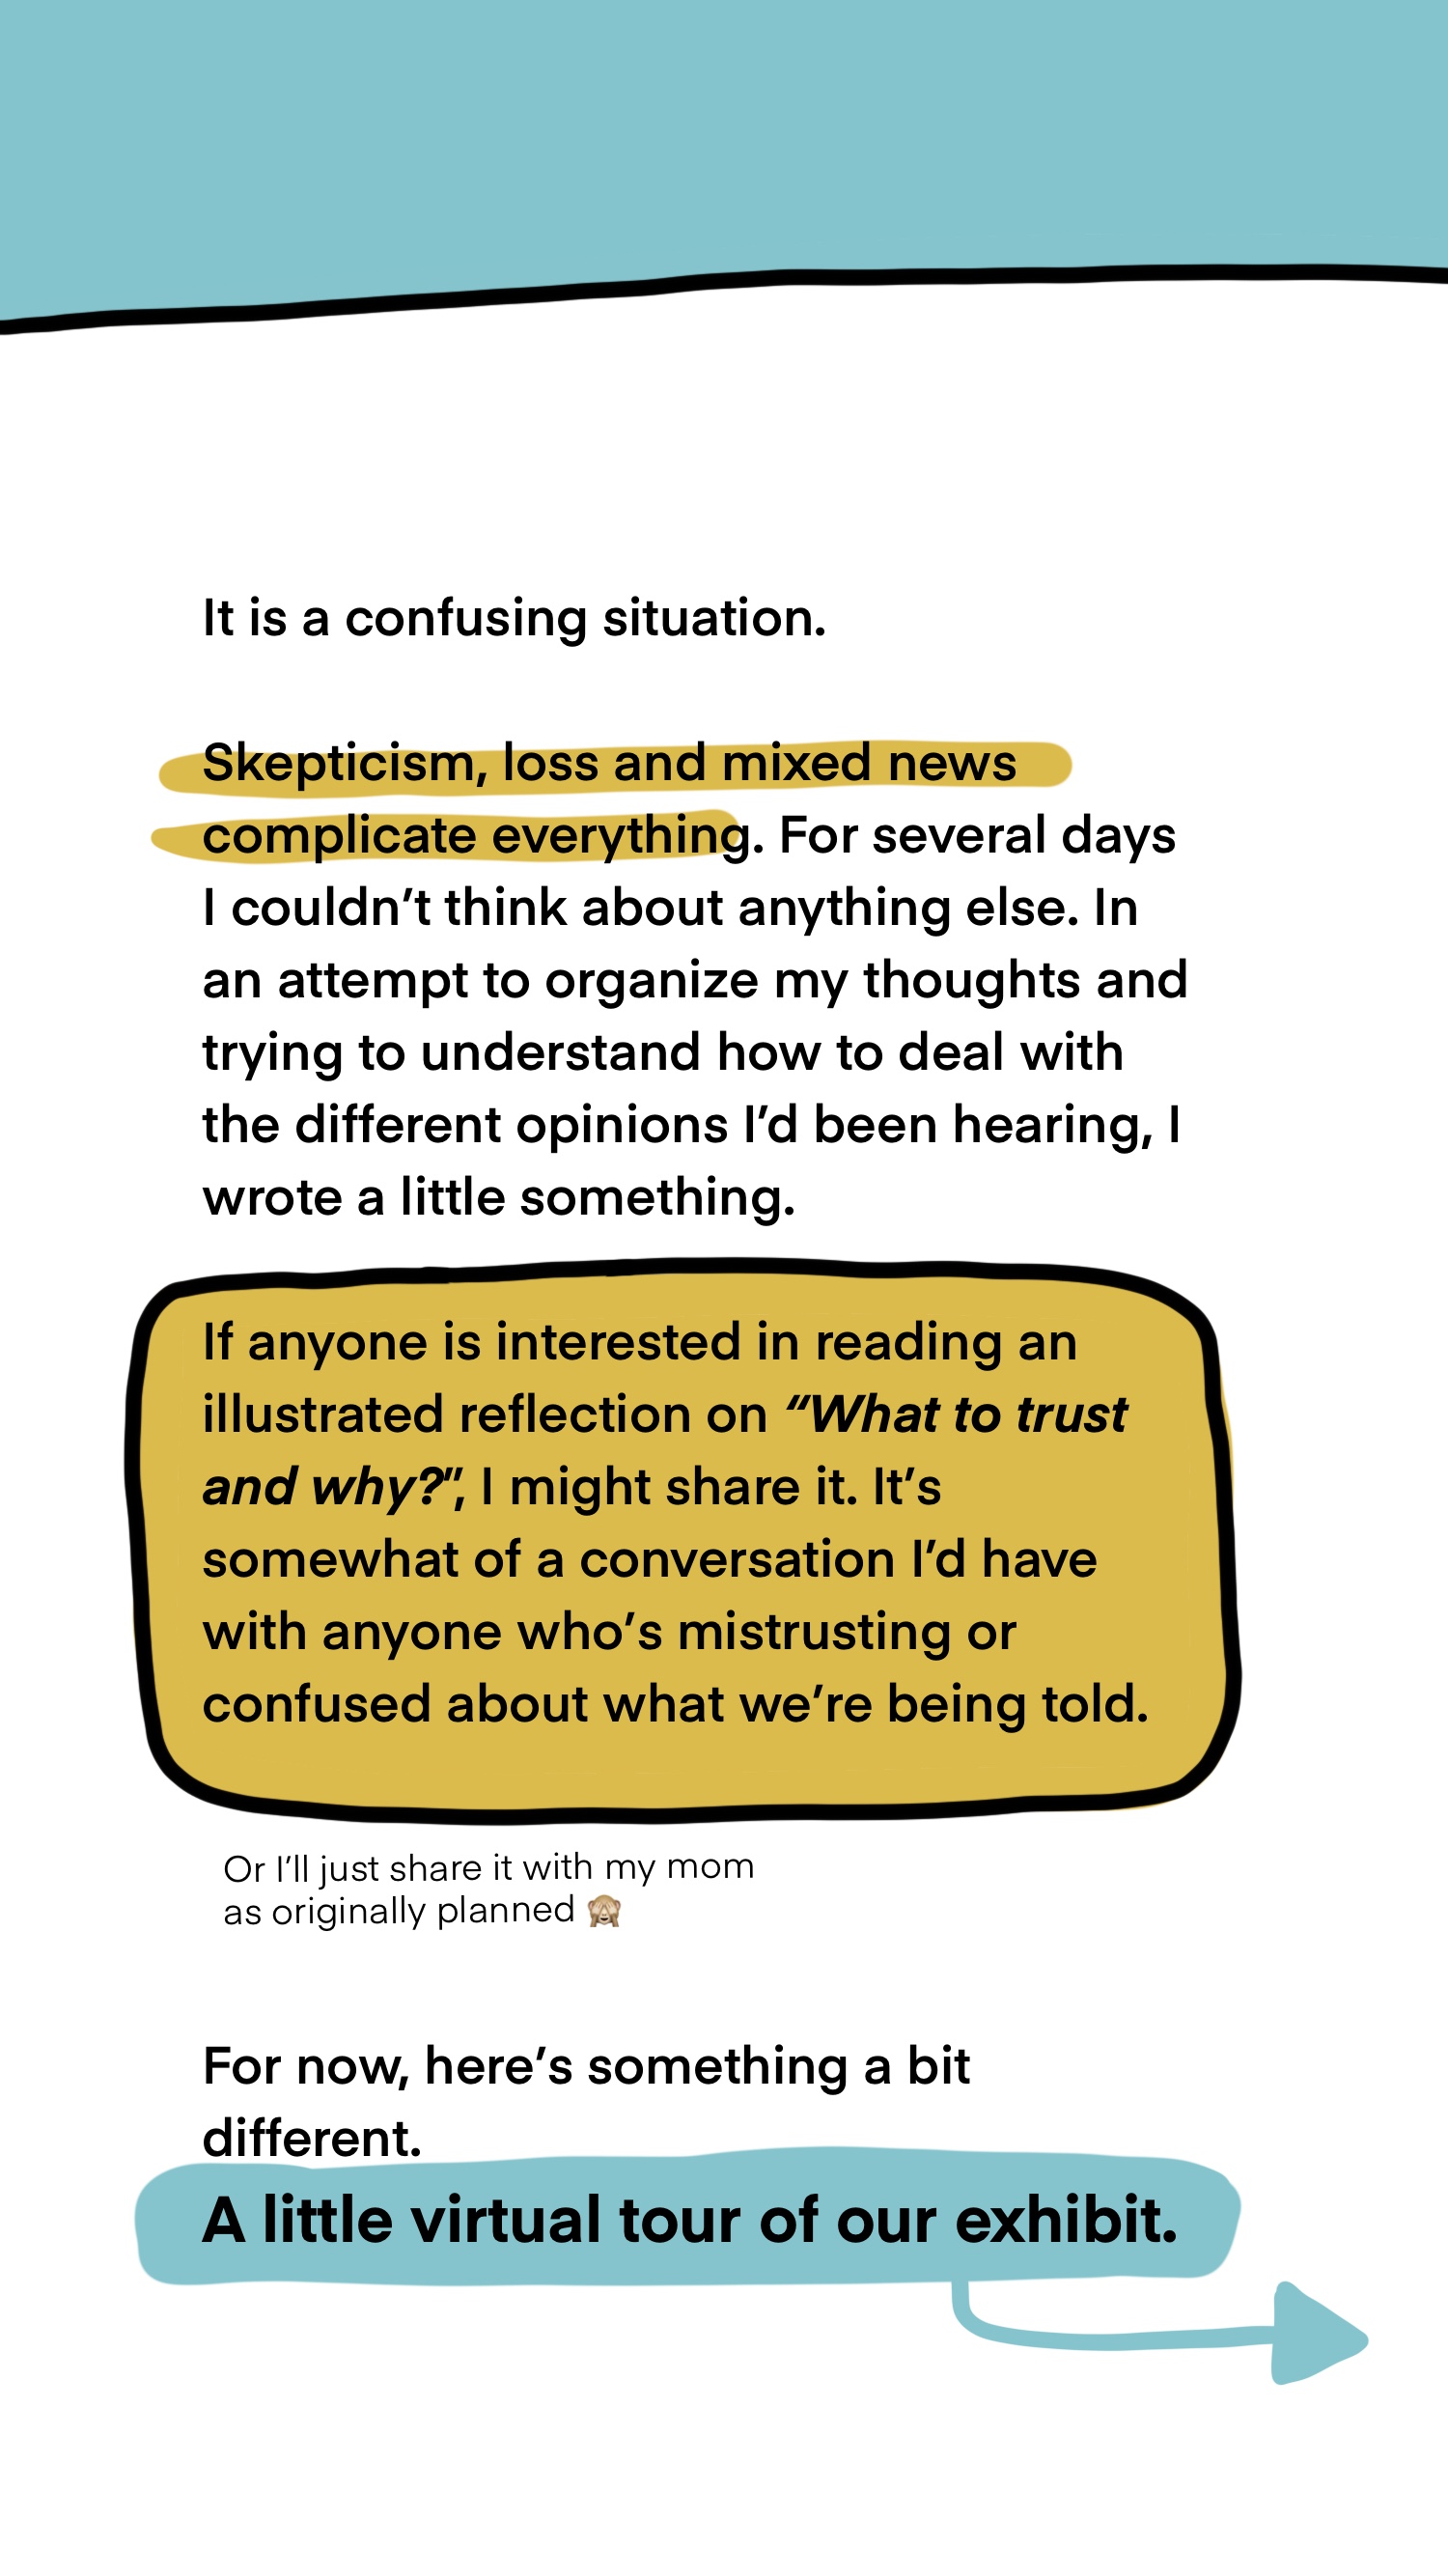 It is a confusing situation.
Skepticism, loss and mixed news
complicate everything. For several days
I couldn’t think about anything else. In
an attempt to organize my thoughts and
trying to understand how to deal with
the different opinions I’d been hearing, I
wrote a little something.
If anyone is interested in reading an
illustrated reflection on “What to trust
and why?”, I might share it. It’s
somewhat of a conversation I’d have
with anyone who’s mistrusting or
confused about what we’re being told.
Or I’ll just share it with my mom
as originally planned 🙈
For now, here’s something a bit
different.
A little virtual tour of our exhibit.